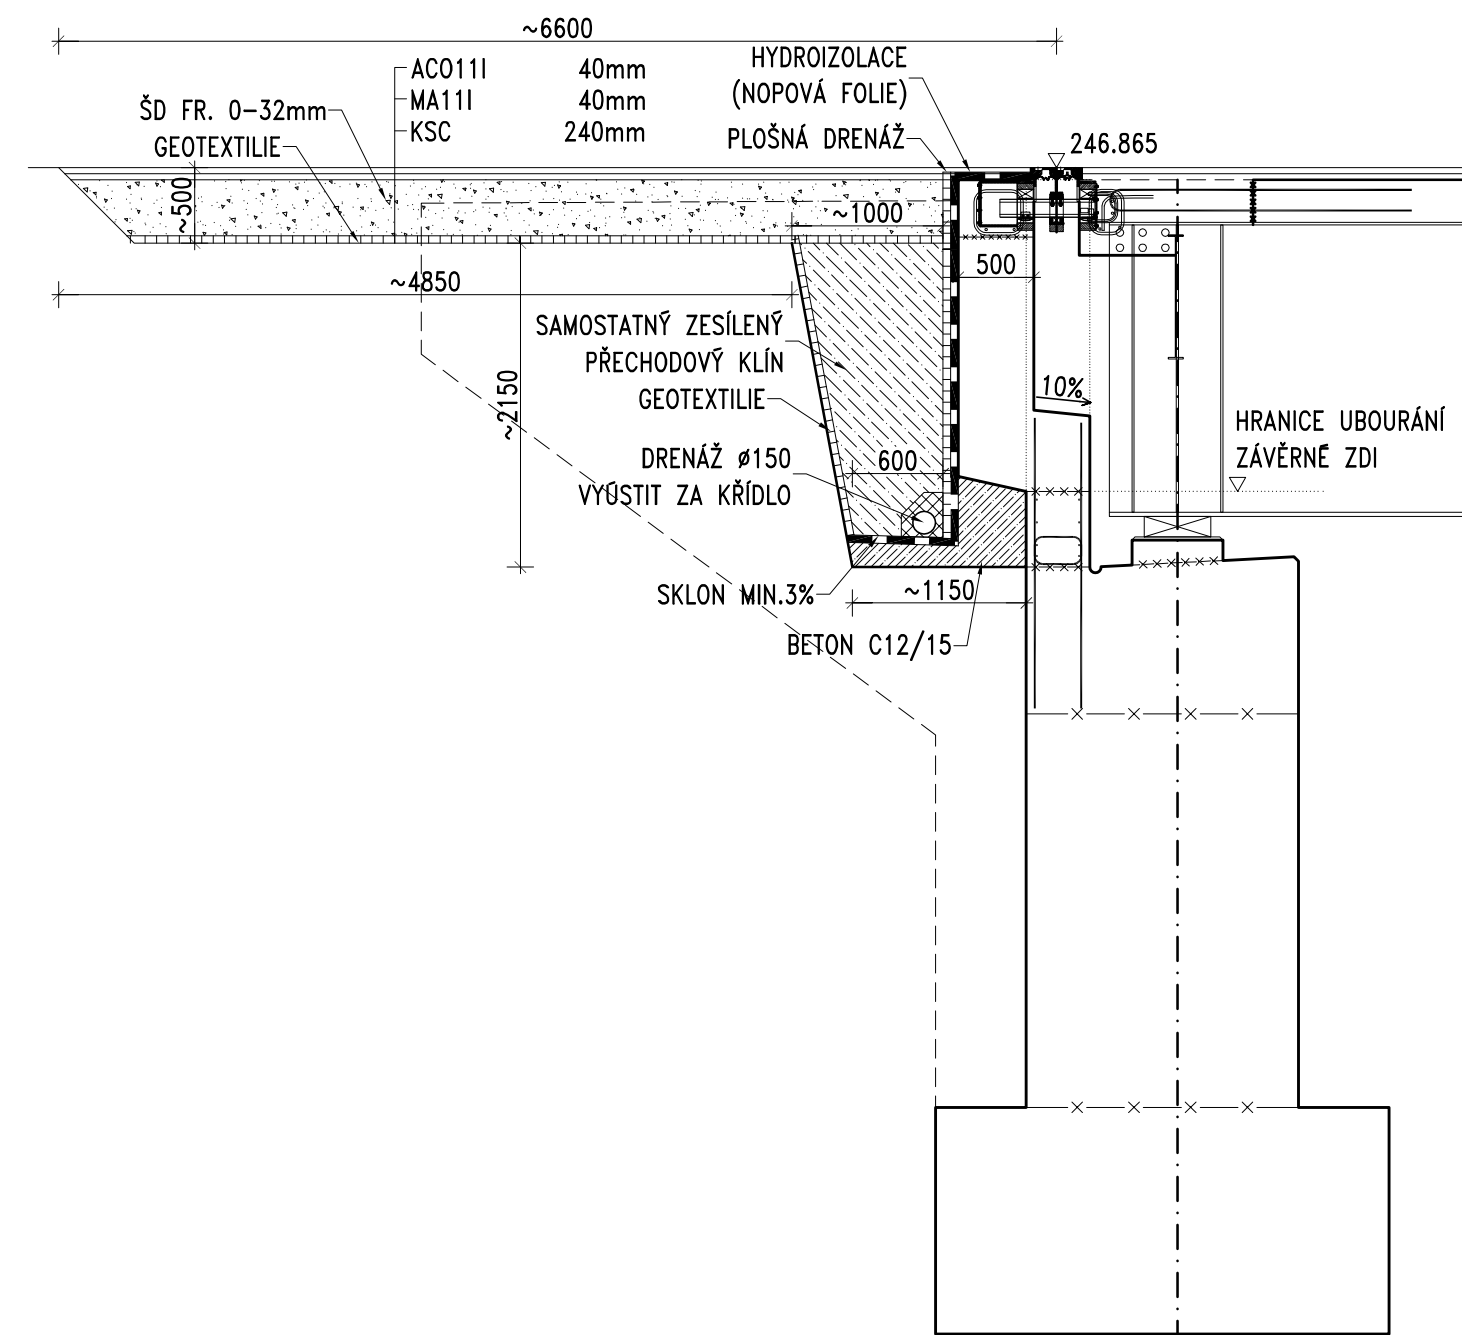 ~6600
ACO11I 40mm
MA11I 40mm
KSC 240mm
HYDROIZOLACE
(NOPOVÁ FOLIE)
PLOŠNÁ DRENÁŽ
ŠD FR. 0-32mm
GEOTEXTILIE
246.865
~500
~1000
500
~4850
SAMOSTATNÝ ZESÍLENÝ
PŘECHODOVÝ KLÍN
GEOTEXTILIE
~2150
10%
HRANICE UBOURÁNÍ
ZÁVĚRNÉ ZDI
DRENÁŽ ø150
VYÚSTIT ZA KŘÍDLO
600
SKLON MIN.3%
~1150
BETON C12/15